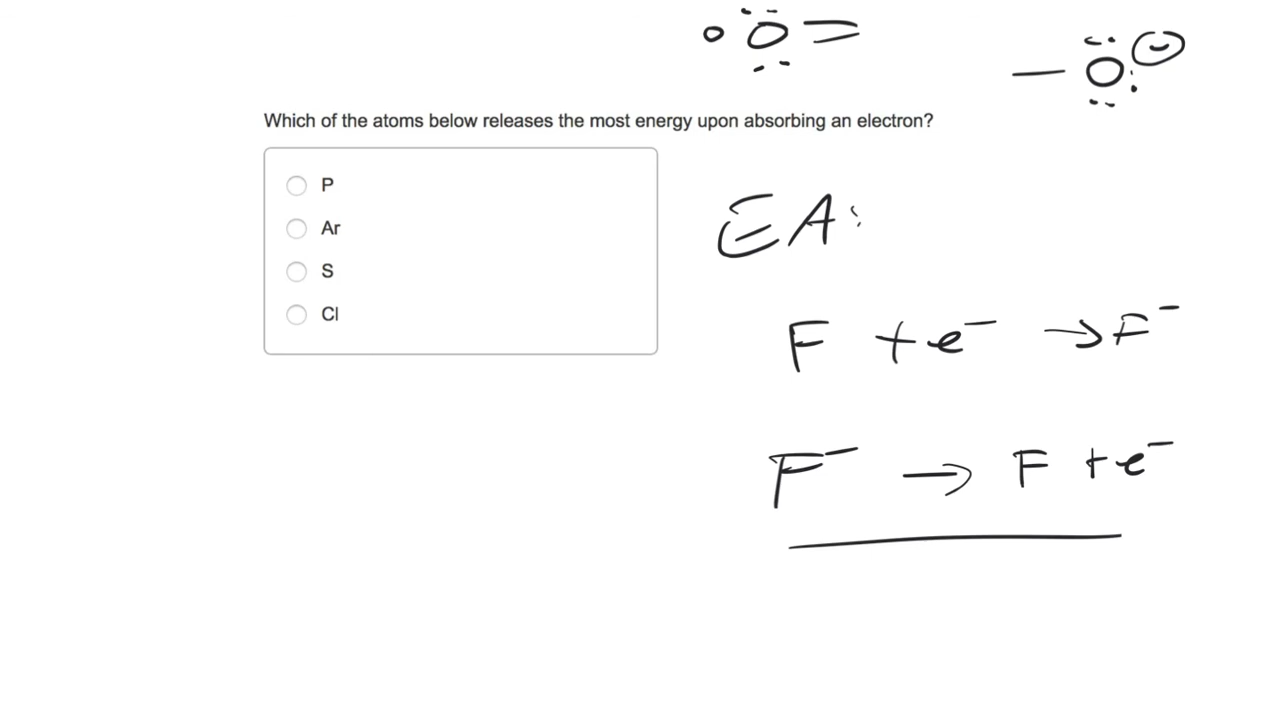 o O =
- O -
Which of the atoms below releases the most energy upon absorbing an electron?
P
Ar
S
Cl
EA:
F + e⁻ → F⁻
F⁻ → F + e⁻